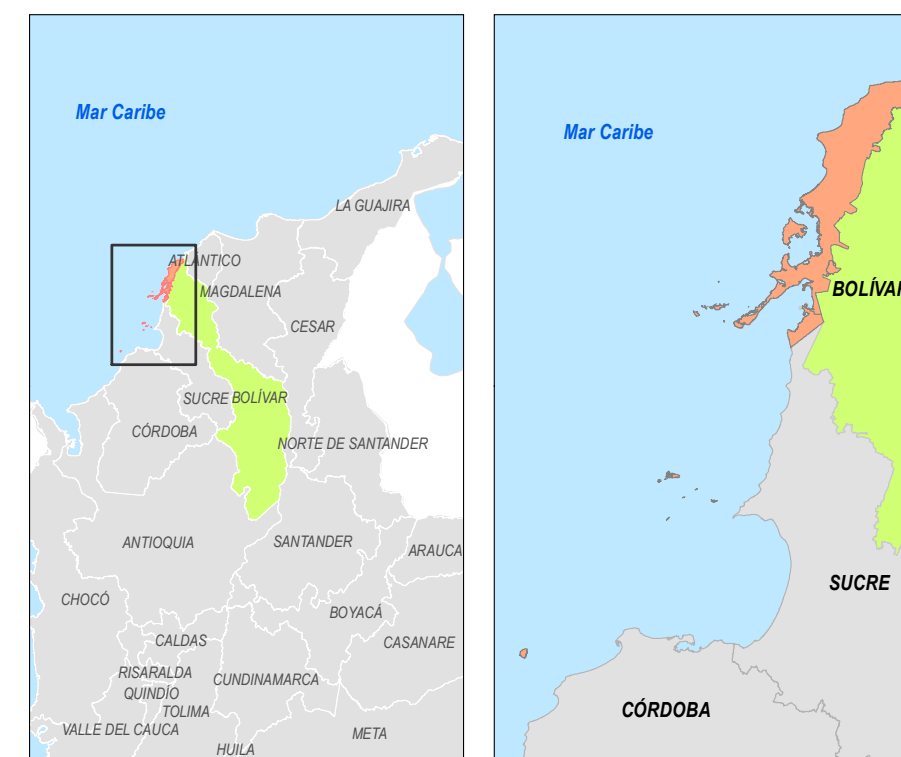 Mar Caribe
LA GUAJIRA
ATLÁNTICO
MAGDALENA
CESAR
SUCRE
BOLÍVAR
CÓRDOBA
NORTE DE SANTANDER
ANTIOQUIA
SANTANDER
ARAUCA
CHOCÓ
BOYACÁ
CALDAS
CASANARE
RISARALDA
CUNDINAMARCA
QUINDÍO
TOLIMA
VALLE DEL CAUCA
META
HUILA
Mar Caribe
BOLÍVAR
SUCRE
CÓRDOBA